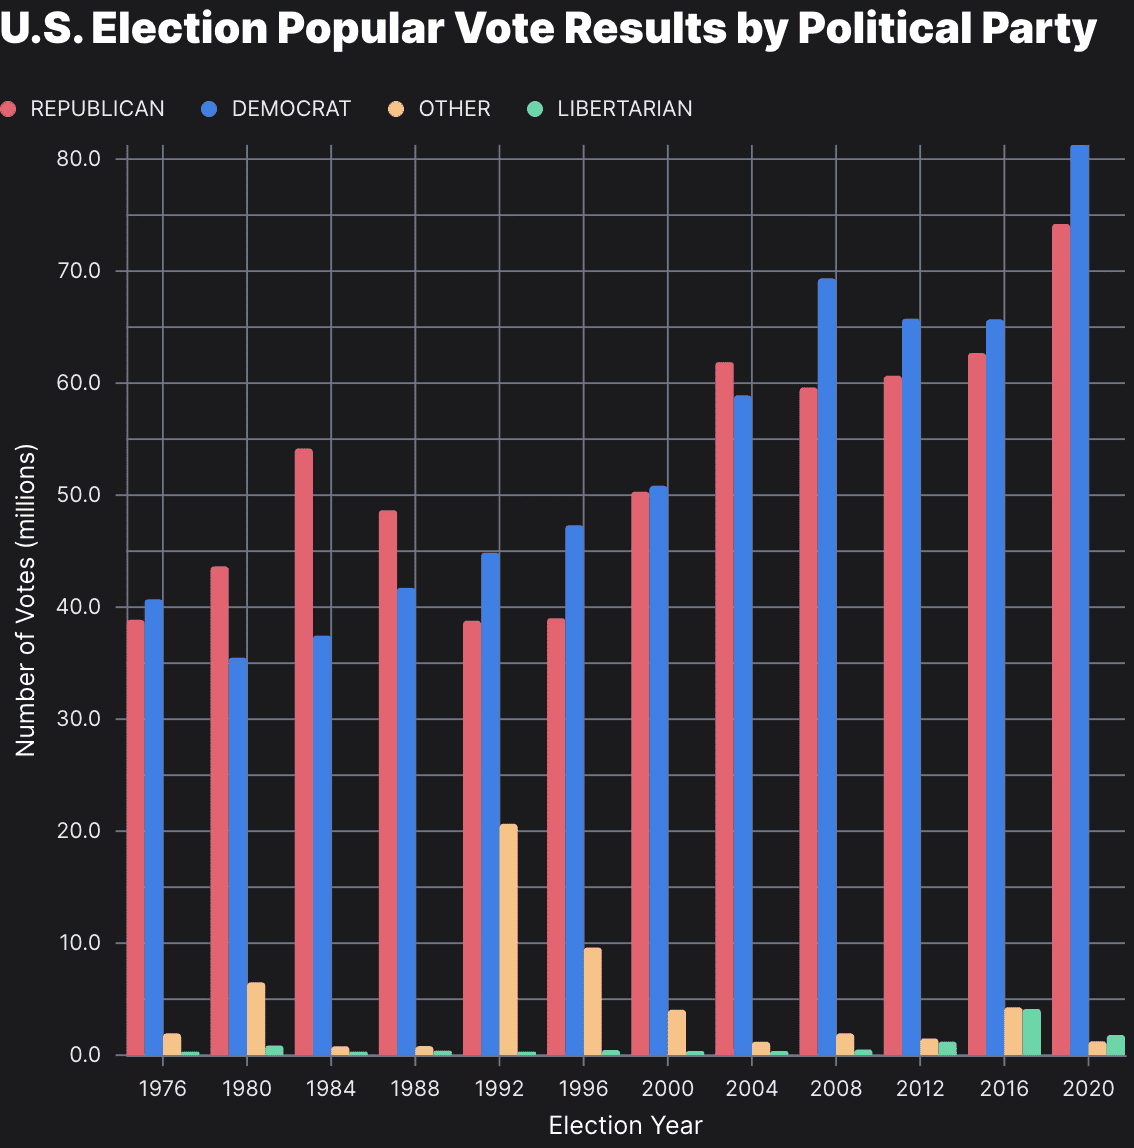 U.S. Election Popular Vote Results by Political Party
REPUBLICAN DEMOCRAT OTHER LIBERTARIAN
80.0
70.0
60.0
50.0
40.0
30.0
20.0
10.0
0.0
Number of Votes (millions)
1976 1980 1984 1988 1992 1996 2000 2004 2008 2012 2016 2020
Election Year